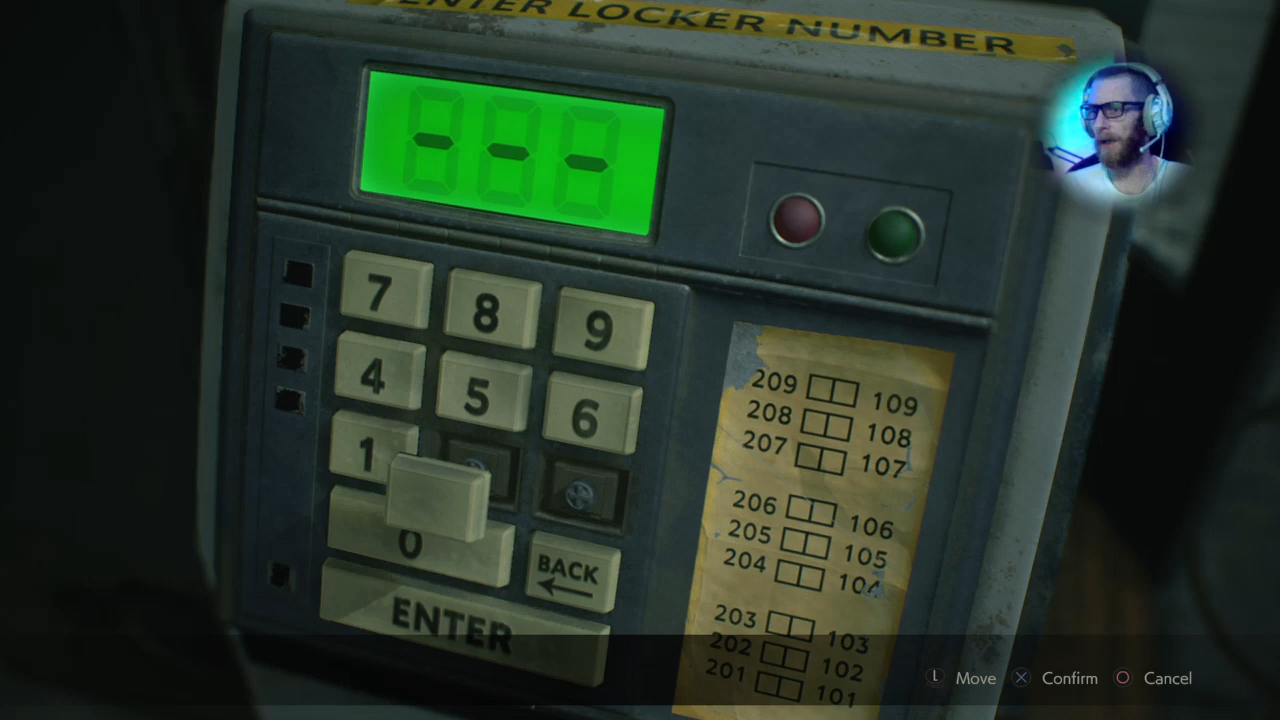 ENTER LOCKER NUMBER
7 8 9
4 5 6
1
0 BACK
ENTER
209 109
208 108
207 107
206 106
205 105
204 104
203 103
202 102
201 101
L Move Confirm Cancel